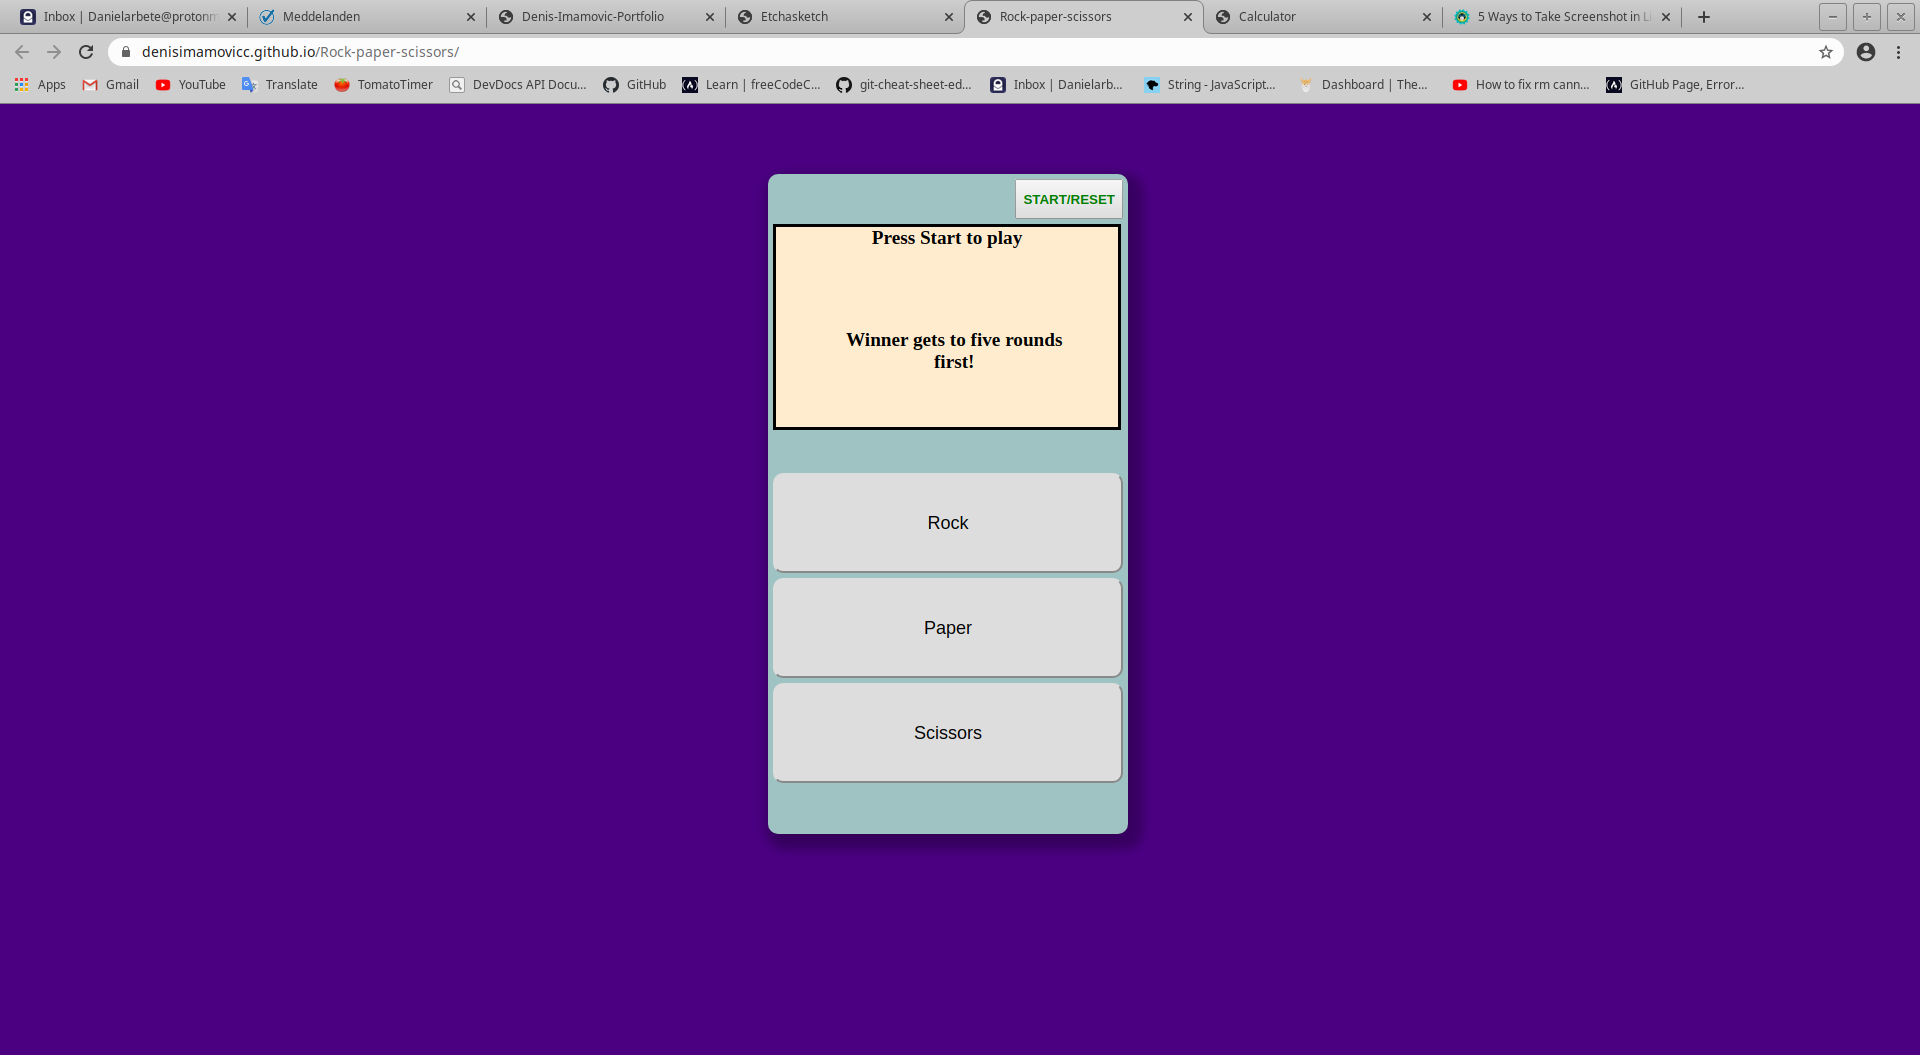 Inbox | Danielarbete@protonm
Meddelanden
Denis-Imamovic-Portfolio
Etchasketch
Rock-paper-scissors
Calculator
5 Ways to Take Screenshot in Li
denisimamovicc.github.io/Rock-paper-scissors/
Apps
Gmail
YouTube
Translate
TomatoTimer
DevDocs API Docu...
GitHub
Learn | freeCodeC...
git-cheat-sheet-ed...
Inbox | Danielarb...
String - JavaScript...
Dashboard | The...
How to fix rm cann...
GitHub Page, Error...
START/RESET
Press Start to play
Winner gets to five rounds
first!
Rock
Paper
Scissors